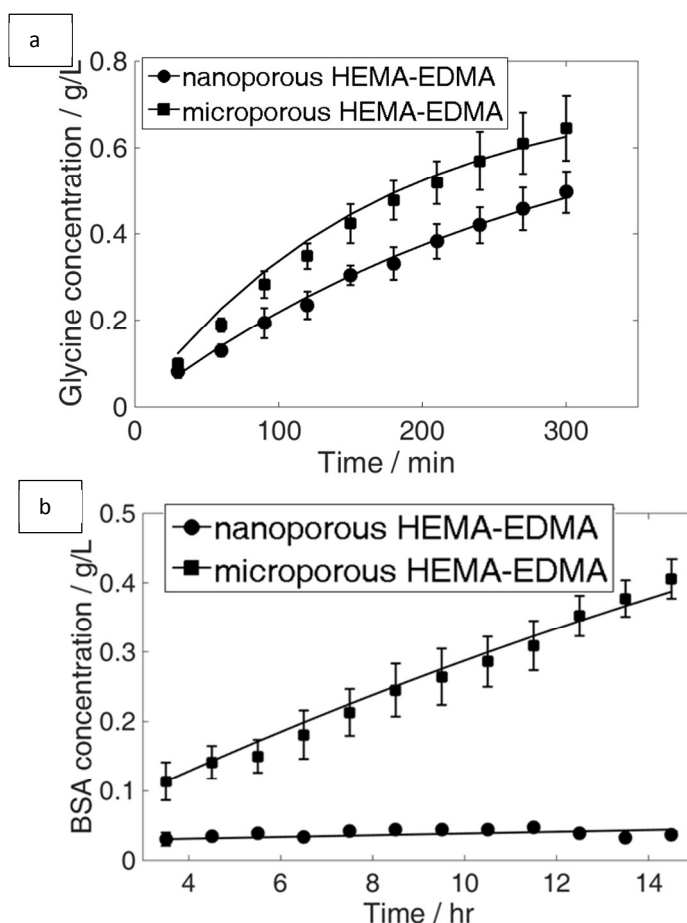 a
nanoporous HEMA-EDMA
microporous HEMA-EDMA
Glycine concentration / g/L
0.8
0.6
0.4
0.2
0
0 100 200 300
Time / min
b
nanoporous HEMA-EDMA
microporous HEMA-EDMA
BSA concentration / g/L
0.5
0.4
0.3
0.2
0.1
0
4 6 8 10 12 14
Time / hr